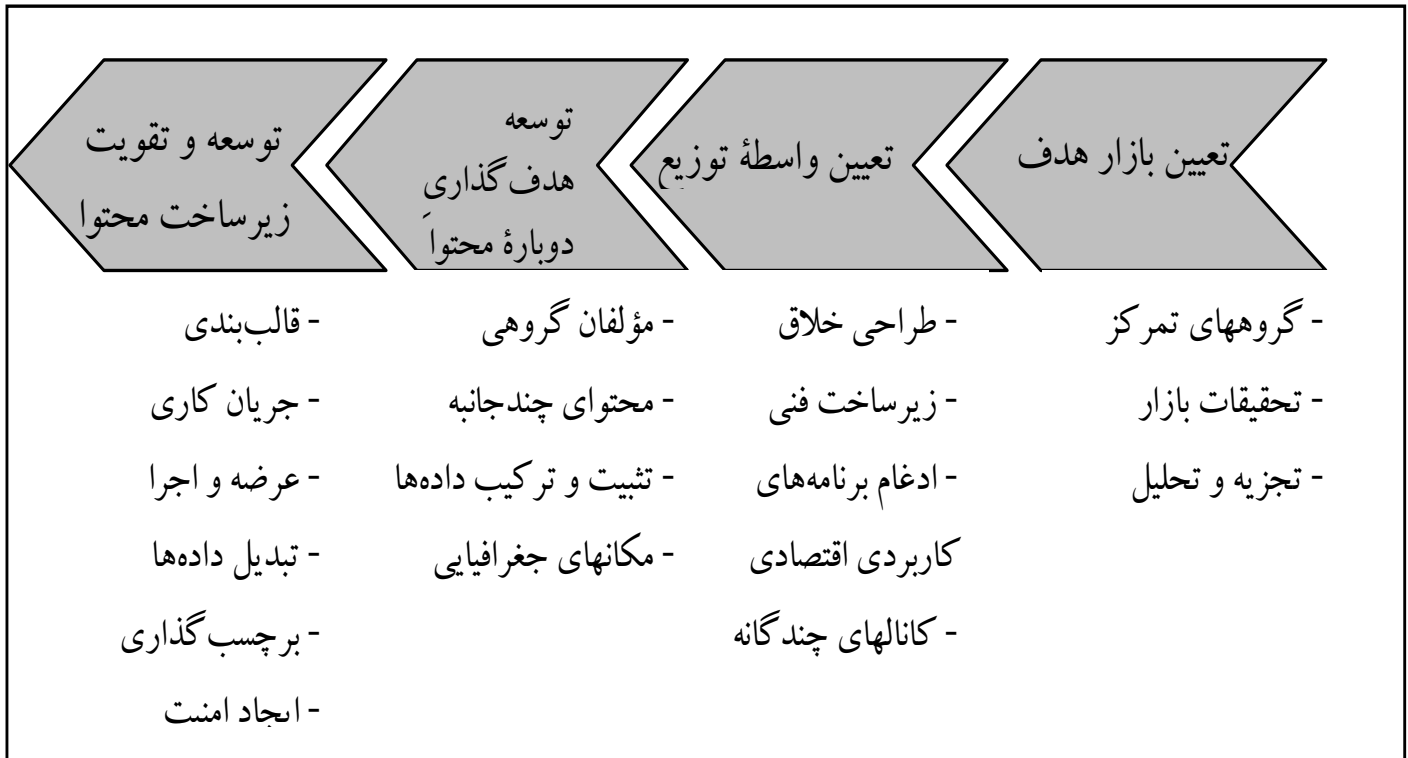 تعیین بازار هدف
تعیین واسطهٔ توزیع
توسعه
هدف‌گذاری
دوبارهٔ محتوا
توسعه و تقویت
زیرساخت محتوا
- گروههای تمرکز
- تحقیقات بازار
- تجزیه و تحلیل
- طراحی خلاق
- زیرساخت فنی
- ادغام برنامه‌های
کاربردی اقتصادی
- کانالهای چندگانه
- مؤلفان گروهی
- محتوای چندجانبه
- تثبیت و ترکیب داده‌ها
- مکانهای جغرافیایی
- قالب‌بندی
- جریان کاری
- عرضه و اجرا
- تبدیل داده‌ها
- برچسب‌گذاری
- ایجاد امنیت